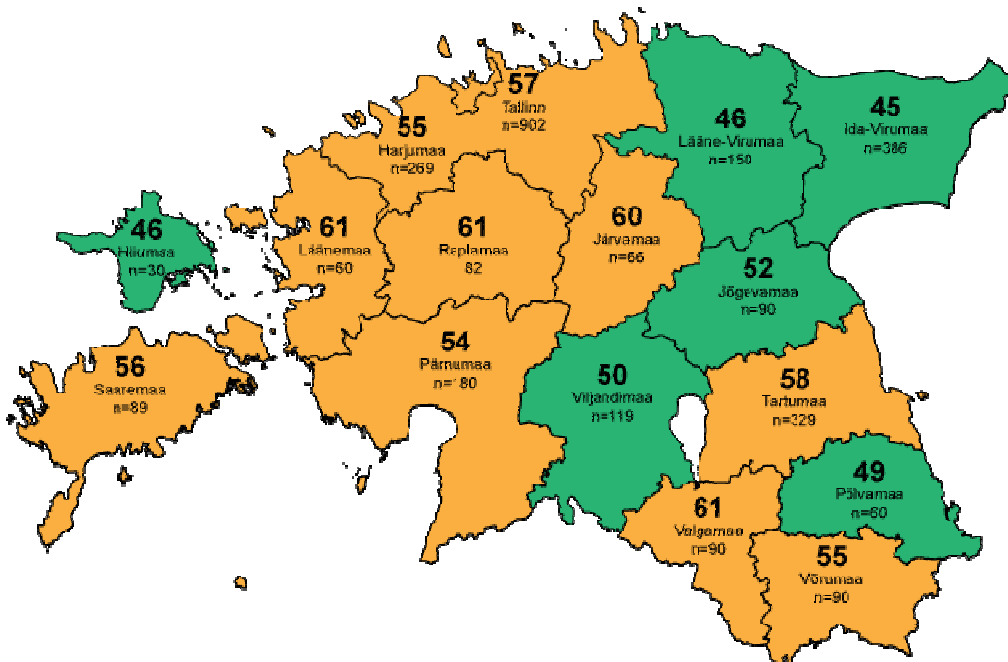 57
Tallinn
n=902
55
Harjumaa
n=269
46
Lääne-Virumaa
n=150
45
Ida-Virumaa
n=386
46
Hiiumaa
n=30
61
Läänemaa
n=60
61
Raplamaa
82
60
Järvamaa
n=66
52
Jõgevamaa
n=90
56
Saaremaa
n=89
54
Pärnumaa
n=180
50
Viljandimaa
n=119
58
Tartumaa
n=329
49
Põlvamaa
n=60
61
Valgamaa
n=90
55
Võrumaa
n=90